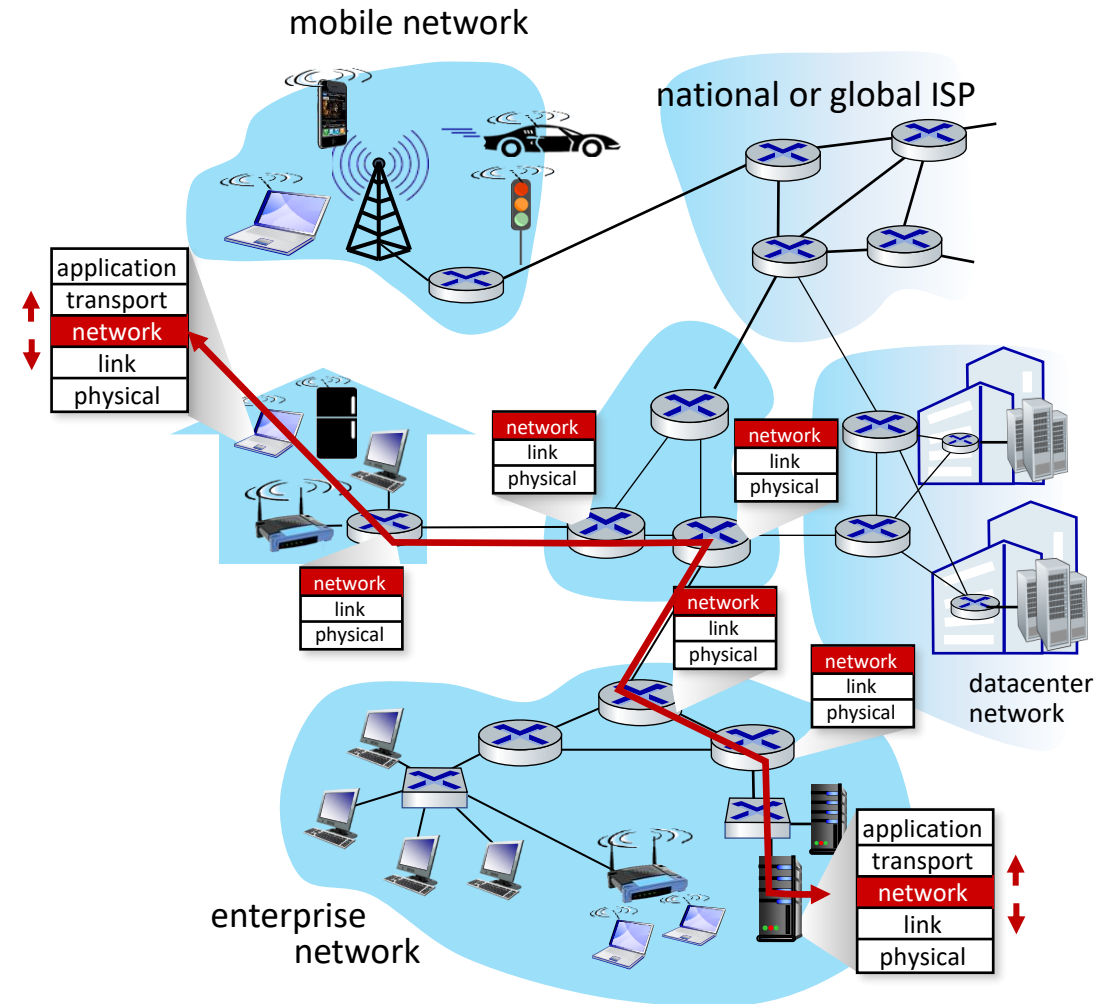 mobile network
national or global ISP
application
transport
network
link
physical
network
link
physical
network
link
physical
network
link
physical
network
link
physical
network
link
physical
datacenter
network
application
transport
network
link
physical
enterprise
network